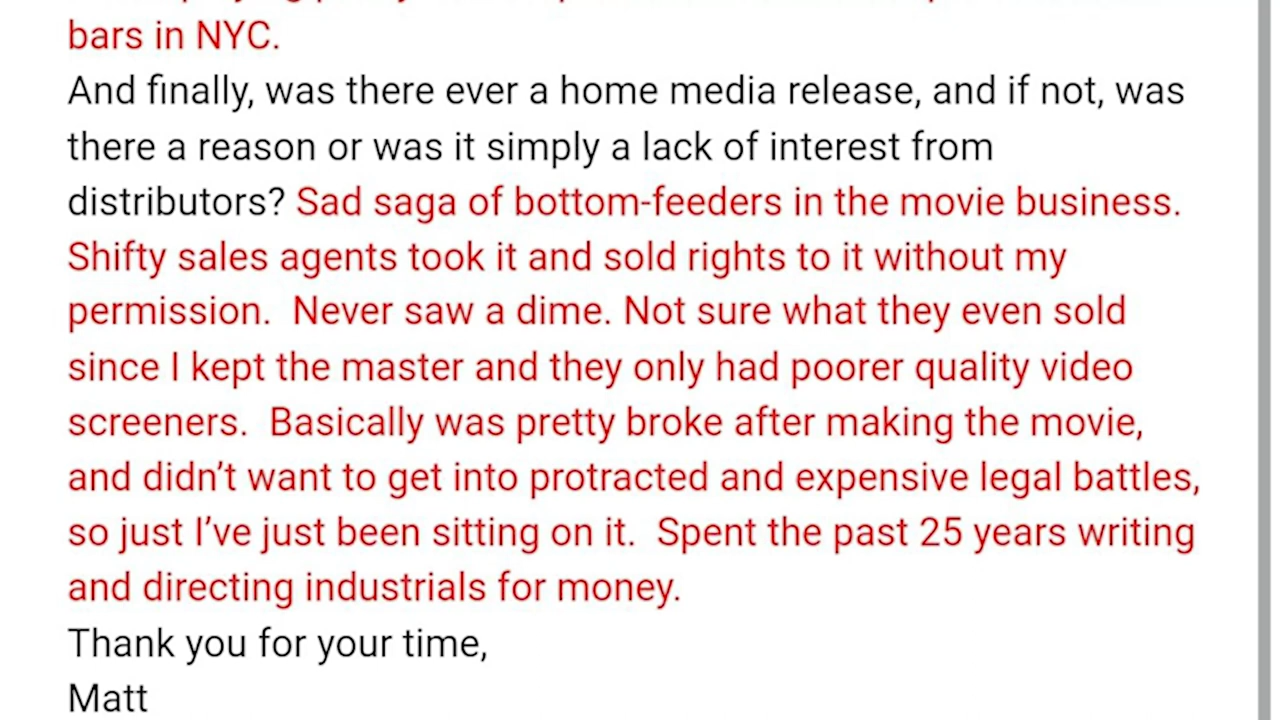 bars in NYC.
And finally, was there ever a home media release, and if not, was
there a reason or was it simply a lack of interest from
distributors? Sad saga of bottom-feeders in the movie business.
Shifty sales agents took it and sold rights to it without my
permission.  Never saw a dime. Not sure what they even sold
since I kept the master and they only had poorer quality video
screeners.  Basically was pretty broke after making the movie,
and didn’t want to get into protracted and expensive legal battles,
so just I’ve just been sitting on it.  Spent the past 25 years writing
and directing industrials for money.
Thank you for your time,
Matt